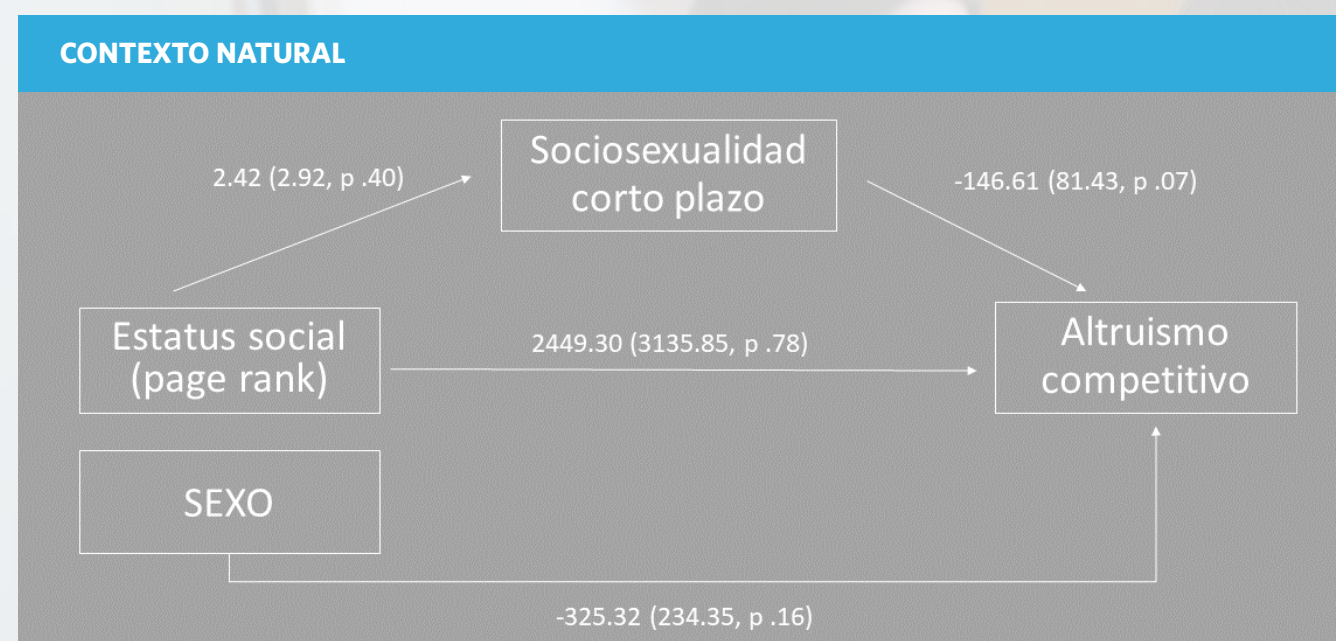 CONTEXTO NATURAL
Sociosexualidad
corto plazo
2.42 (2.92, p .40)
-146.61 (81.43, p .07)
Estatus social
(page rank)
2449.30 (3135.85, p .78)
Altruismo
competitivo
SEXO
-325.32 (234.35, p .16)